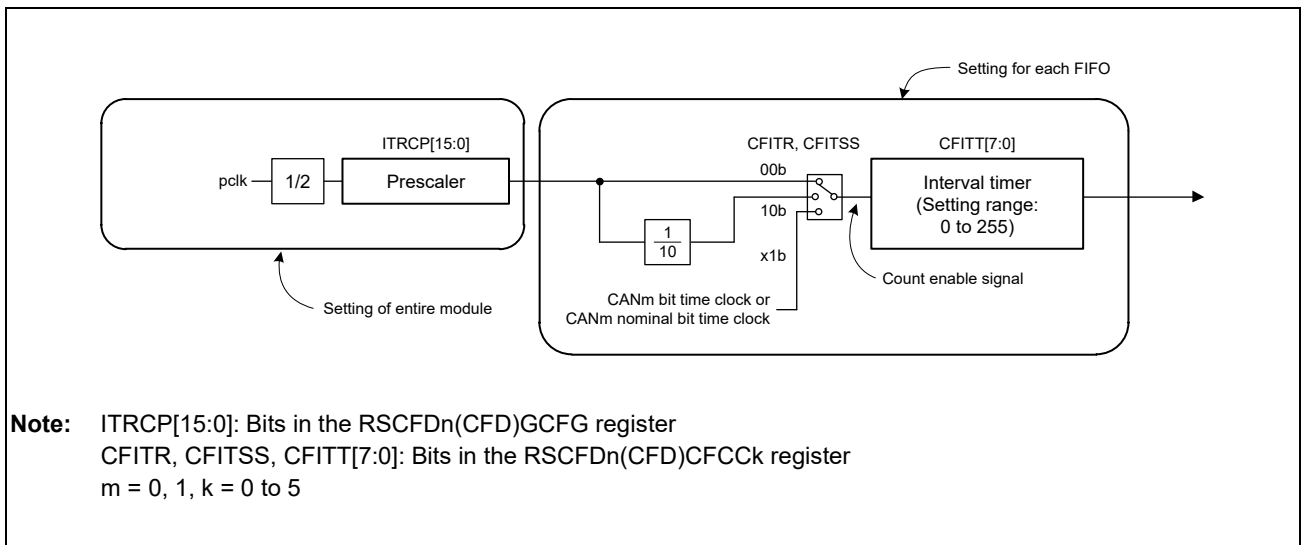 Setting for each FIFO
ITRCP[15:0]
CFITR, CFITSS
CFITT[7:0]
pclk
1/2
Prescaler
00b
10b
x1b
1
10
Interval timer
(Setting range:
0 to 255)
Count enable signal
Setting of entire module
CANm bit time clock or
CANm nominal bit time clock
Note: ITRCP[15:0]: Bits in the RSCFDn(CFD)GCFG register
CFITR, CFITSS, CFITT[7:0]: Bits in the RSCFDn(CFD)CFCCk register
m = 0, 1, k = 0 to 5